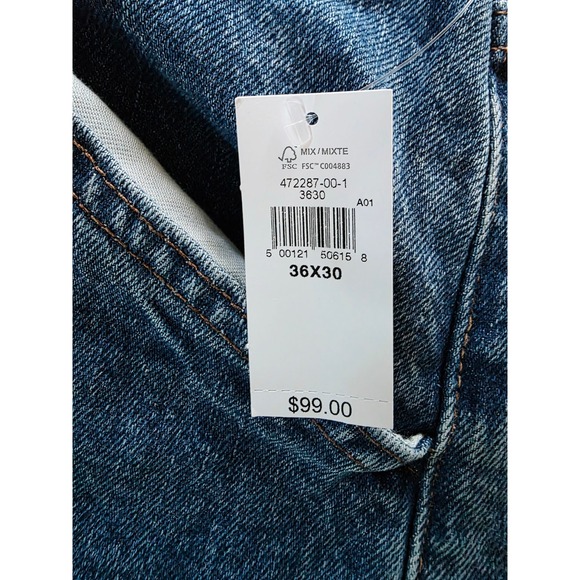 MIX / MIXTE
FSC FSC™ C004883
472287-00-1
3630
A01
5 00121 50615 8
36X30
$99.00